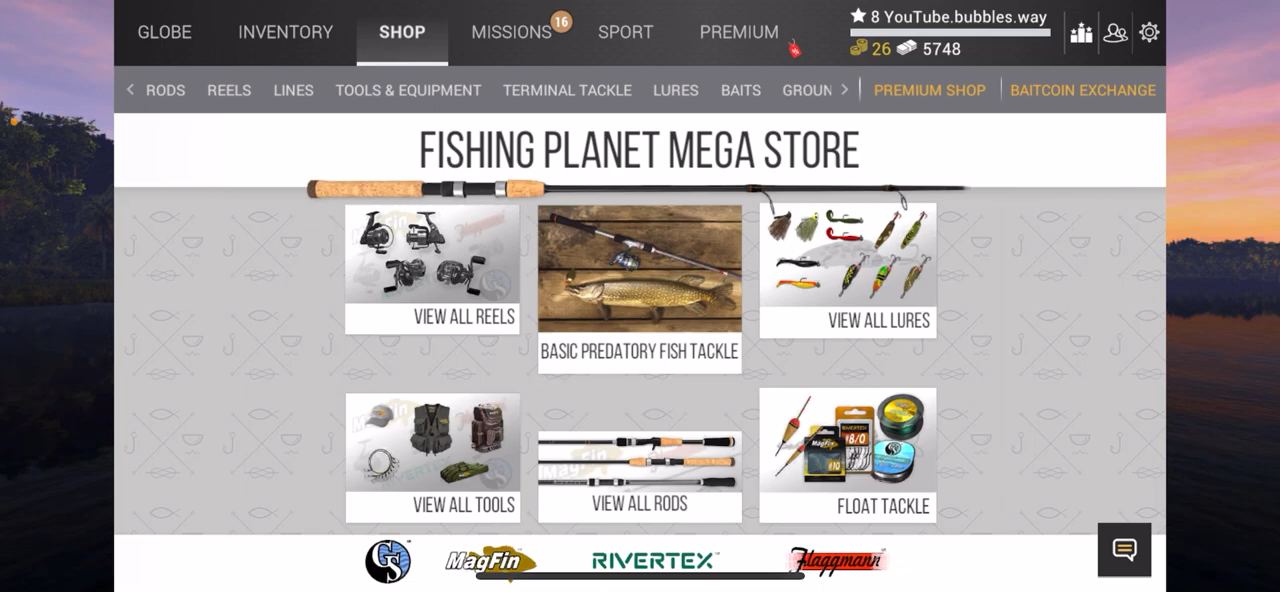 GLOBE INVENTORY SHOP MISSIONS 16 SPORT PREMIUM
8 YouTube.bubbles.way
26 5748
RODS REELS LINES TOOLS & EQUIPMENT TERMINAL TACKLE LURES BAITS GROUN PREMIUM SHOP BAITCOIN EXCHANGE
FISHING PLANET MEGA STORE
VIEW ALL REELS
BASIC PREDATORY FISH TACKLE
VIEW ALL LURES
VIEW ALL TOOLS
VIEW ALL RODS
FLOAT TACKLE
GS MagFin RIVERTEX Flaggmann